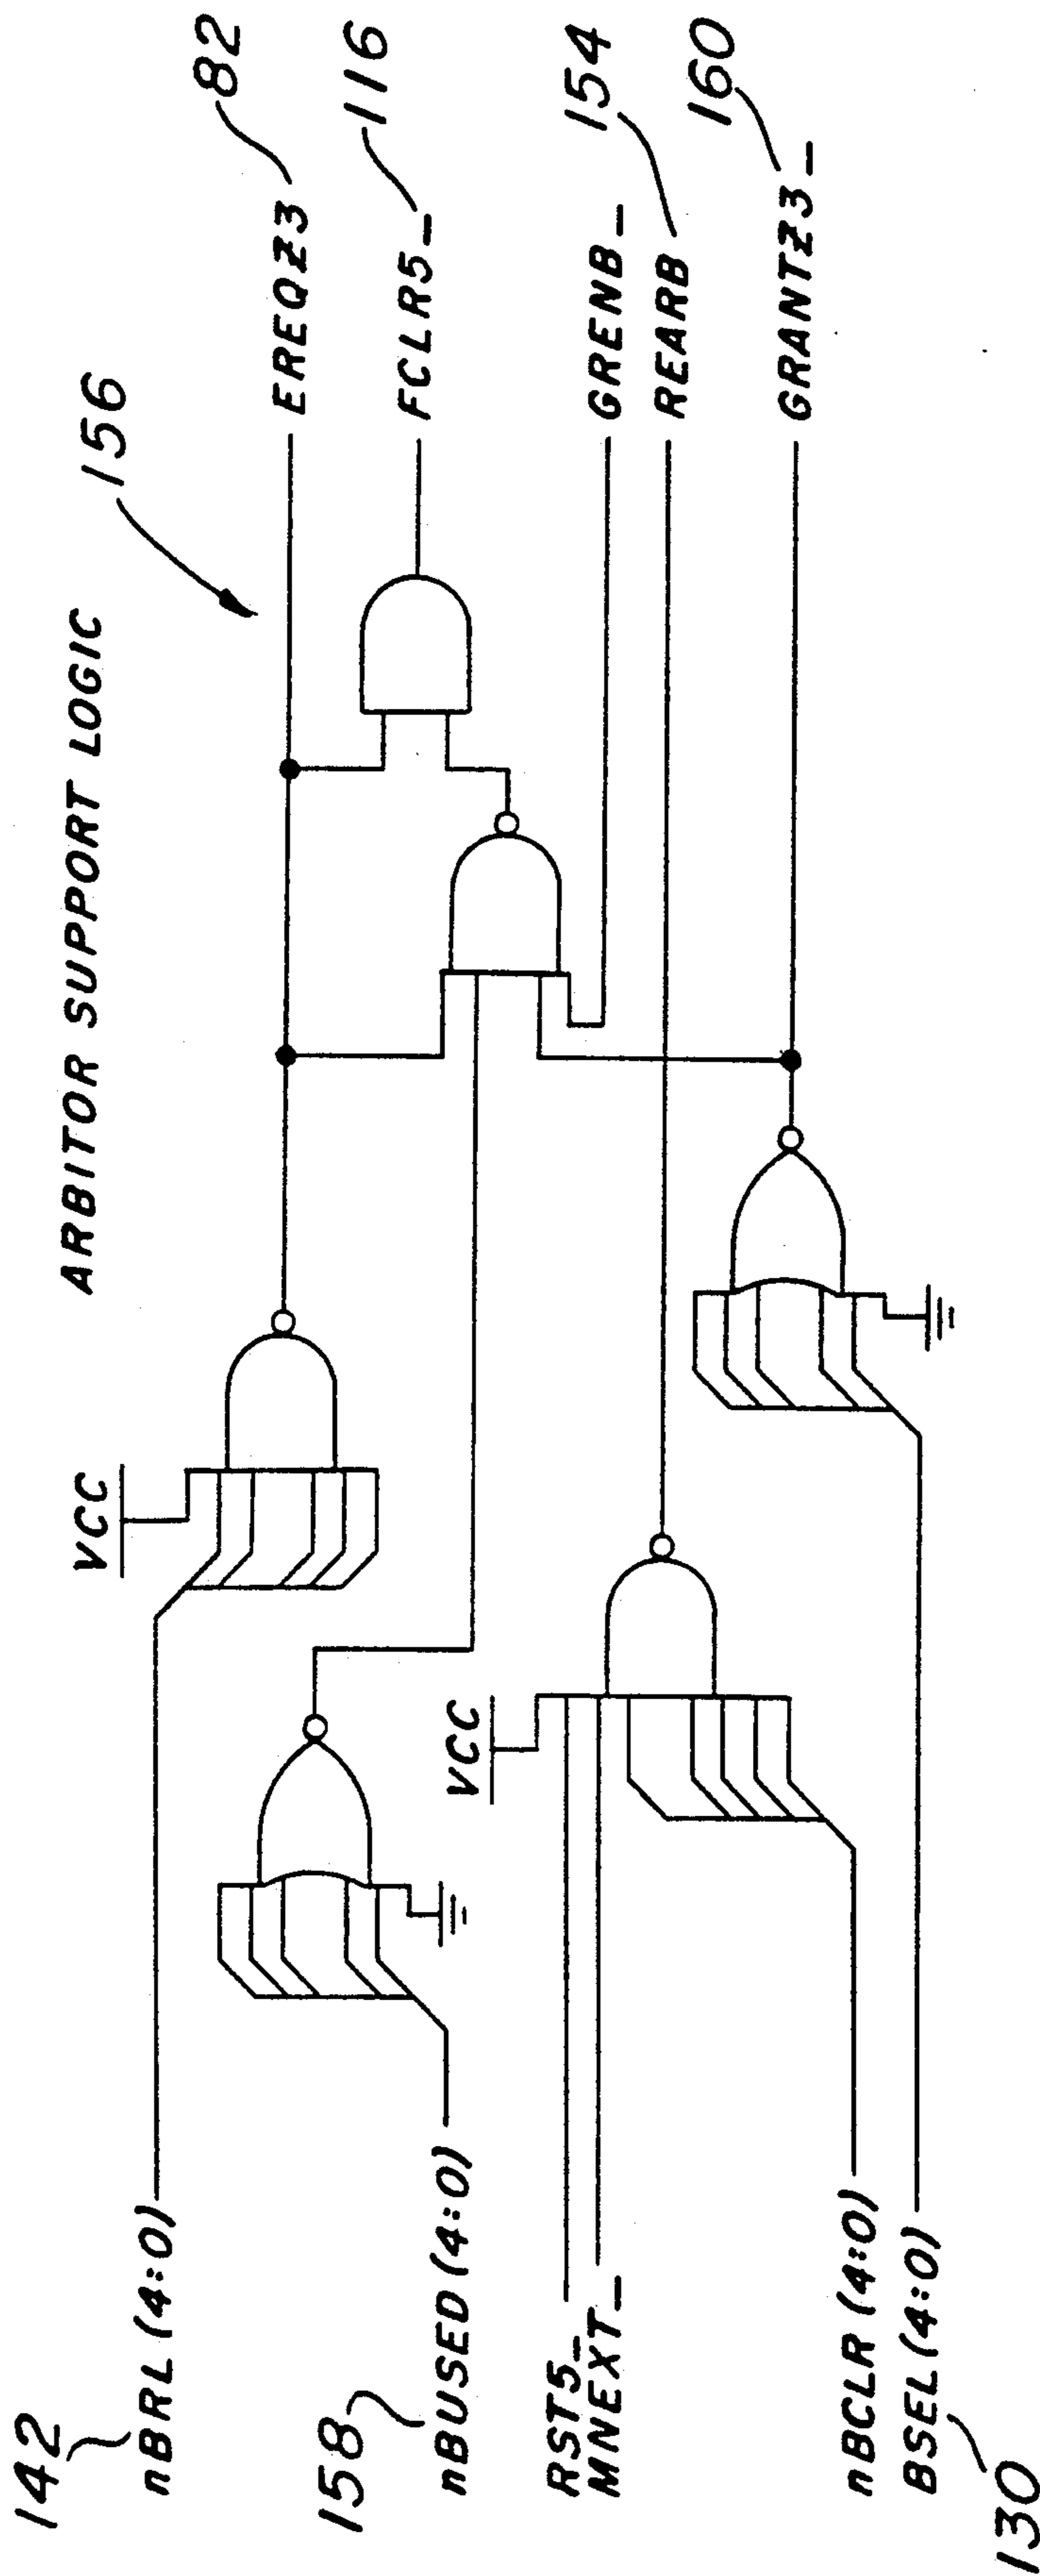 ARBITOR SUPPORT LOGIC
156
142
nBRL (4:0)
VCC
EREQZ3
82
158
nBUSED (4:0)
FCLR5_
116
VCC
RST5_
MNEXT_
GRENB_
REARB
154
nBCLR (4:0)
BSEL (4:0)
130
GRANTZ3_
160